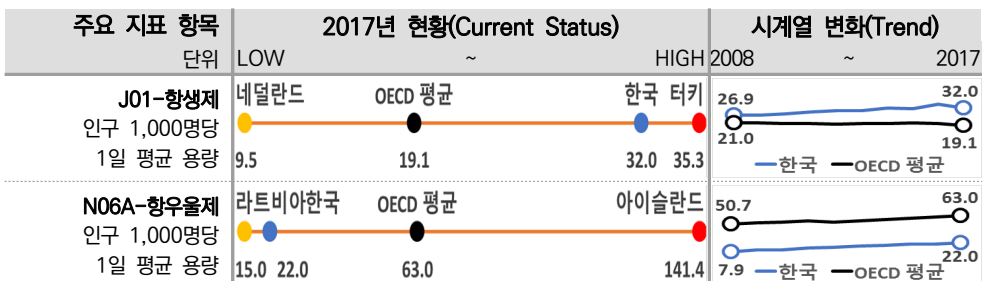 주요 지표 항목 2017년 현황(Current Status) 시계열 변화(Trend)
단위 LOW ~ HIGH 2008 ~ 2017
J01-항생제 네덜란드 OECD 평균 한국 터키
인구 1,000명당
1일 평균 용량 9.5 19.1 32.0 35.3
26.9 32.0
21.0 19.1
한국 OECD 평균
N06A-항우울제 라트비아한국 OECD 평균 아이슬란드
인구 1,000명당
1일 평균 용량 15.0 22.0 63.0 141.4
50.7 63.0
7.9 22.0
한국 OECD 평균